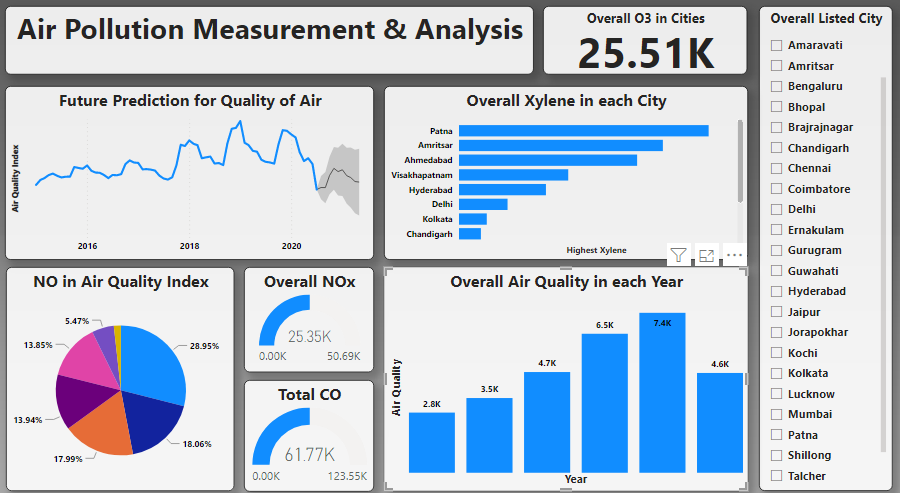 Air Pollution Measurement & Analysis
Overall O3 in Cities
25.51K
Future Prediction for Quality of Air
Air Quality Index
2016
2018
2020
Overall Xylene in each City
Patna
Amritsar
Ahmedabad
Visakhapatnam
Hyderabad
Delhi
Kolkata
Chandigarh
Highest Xylene
NO in Air Quality Index
5.47%
13.85%
28.95%
13.94%
18.06%
17.99%
Overall NOx
25.35K
0.00K
50.69K
Total CO
61.77K
0.00K
123.55K
Overall Air Quality in each Year
Air Quality
2.8K
3.5K
4.7K
6.5K
7.4K
4.6K
Year
Overall Listed City
Amaravati
Amritsar
Bengaluru
Bhopal
Brajrajnagar
Chandigarh
Chennai
Coimbatore
Delhi
Ernakulam
Gurugram
Guwahati
Hyderabad
Jaipur
Jorapokhar
Kochi
Kolkata
Lucknow
Mumbai
Patna
Shillong
Talcher